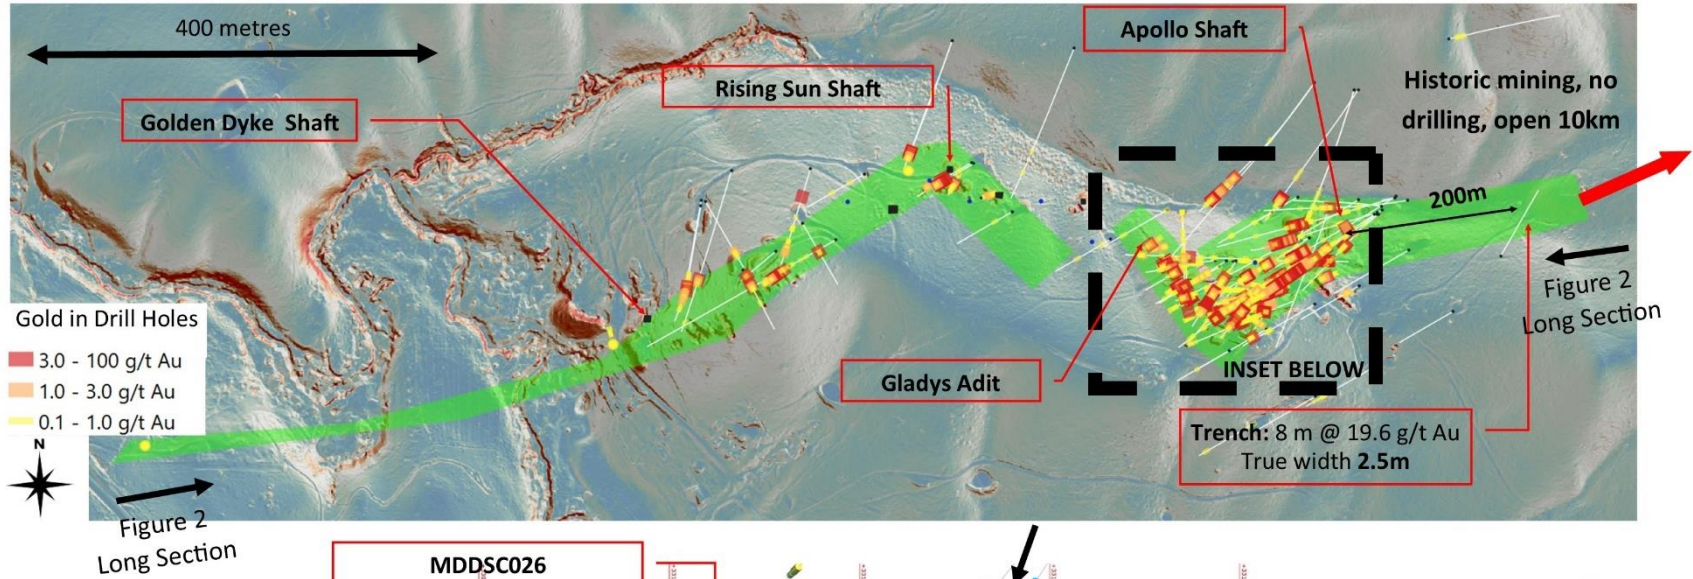 400 metres
Apollo Shaft
Rising Sun Shaft
Historic mining, no
drilling, open 10km
Golden Dyke Shaft
200m
Figure 2
Long Section
Gold in Drill Holes
3.0 - 100 g/t Au
1.0 - 3.0 g/t Au
0.1 - 1.0 g/t Au
Gladys Adit
INSET BELOW
Trench: 8 m @ 19.6 g/t Au
True width 2.5m
N
Figure 2
Long Section
MDDSC026